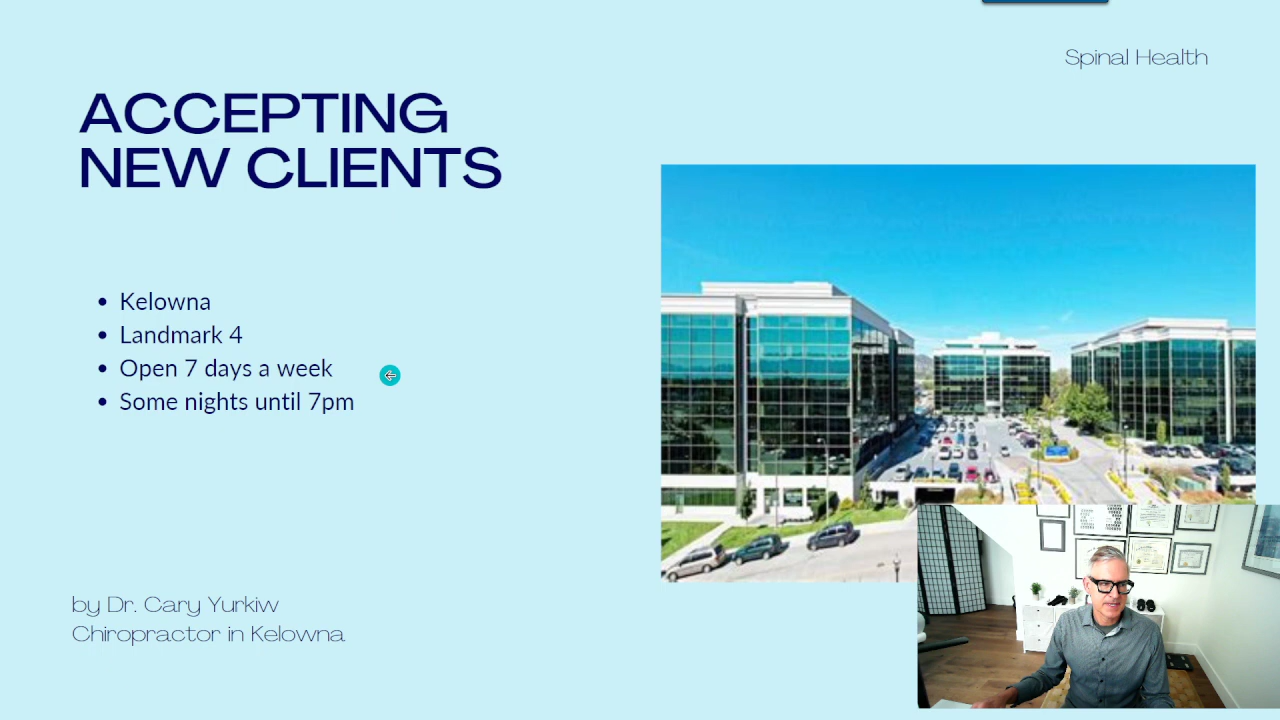 Spinal Health
ACCEPTING
NEW CLIENTS
• Kelowna
• Landmark 4
• Open 7 days a week
• Some nights until 7pm
by Dr. Cary Yurkiw
Chiropractor in Kelowna